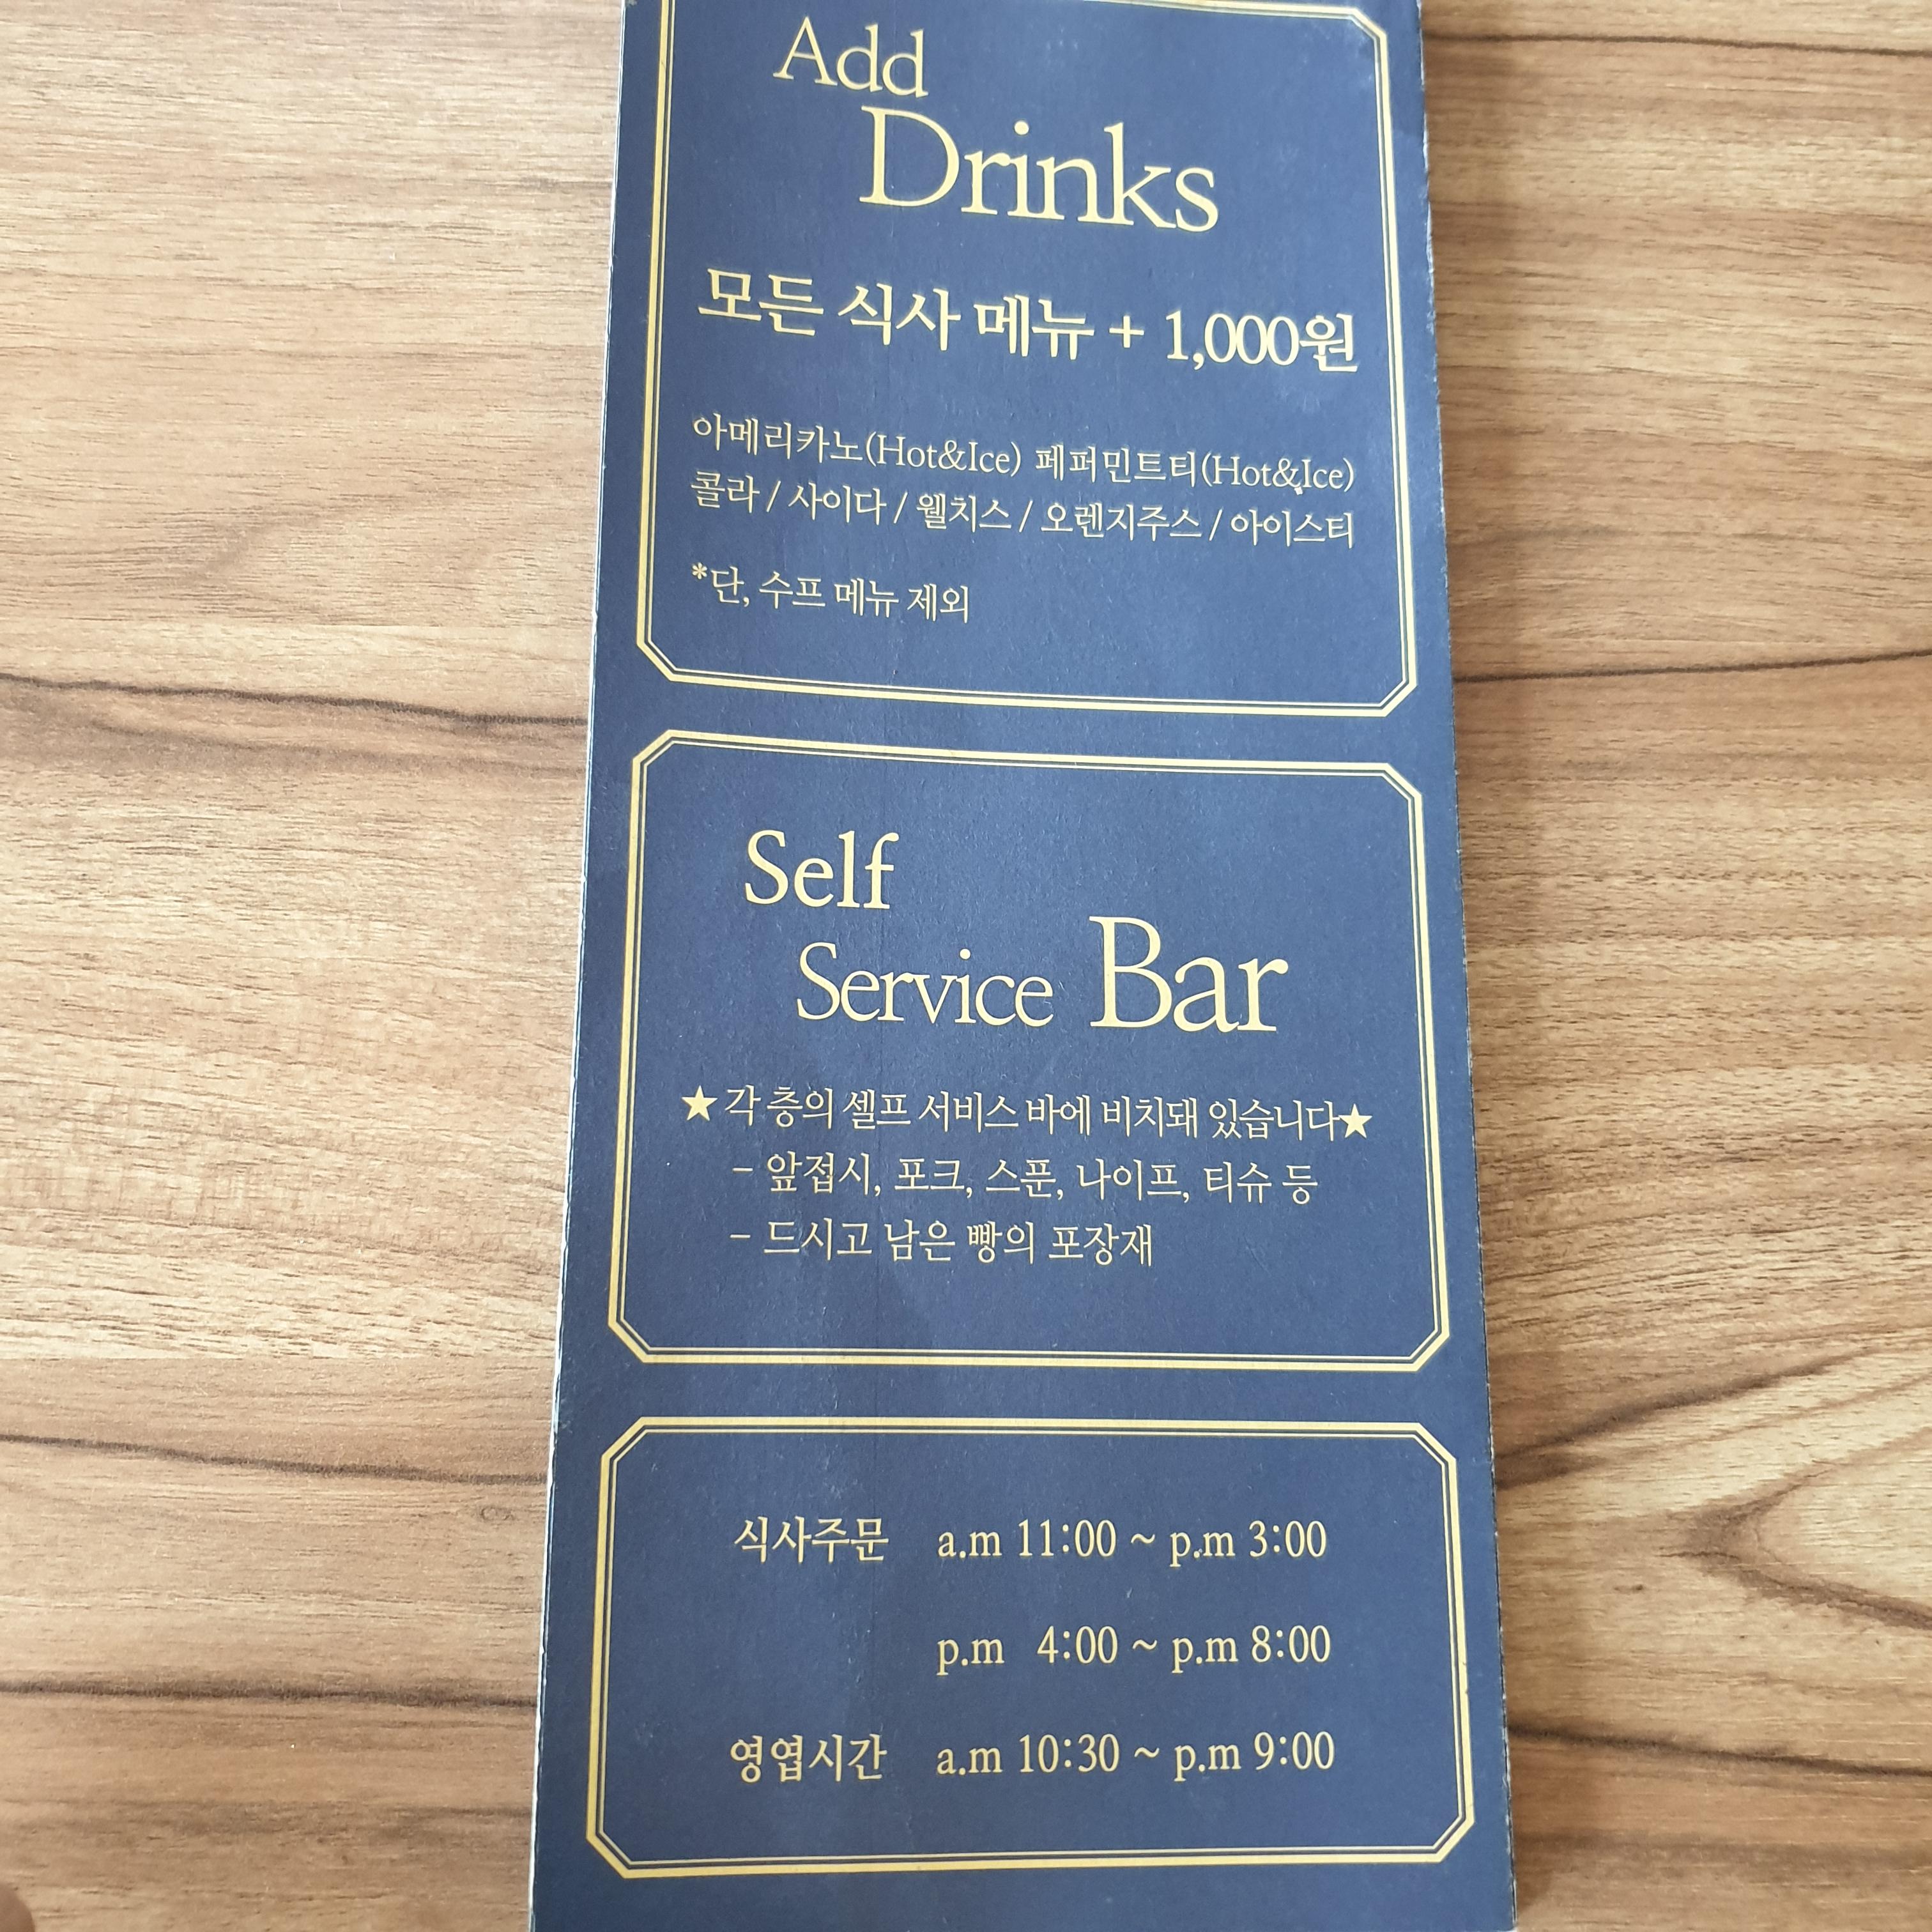 Add
Drinks
모든 식사 메뉴 + 1,000원
아메리카노(Hot&Ice) 페퍼민트티(Hot&Ice)
콜라 / 사이다 / 웰치스 / 오렌지주스 / 아이스티
*단, 수프 메뉴 제외
Self
Service Bar
★각 층의 셀프 서비스 바에 비치돼 있습니다★
- 앞접시, 포크, 스푼, 나이프, 티슈 등
- 드시고 남은 빵의 포장재
식사주문 a.m 11:00 ~ p.m 3:00
p.m 4:00 ~ p.m 8:00
영엽시간 a.m 10:30 ~ p.m 9:00